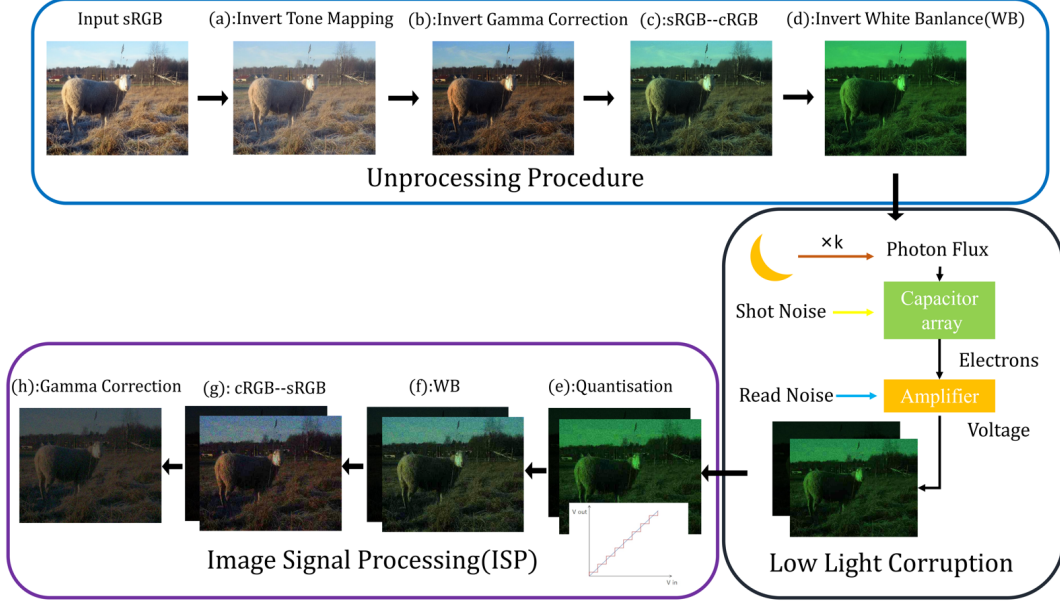 Input sRGB
(a):Invert Tone Mapping
(b):Invert Gamma Correction
(c):sRGB--cRGB
(d):Invert White Banlance(WB)
Unprocessing Procedure
×k
Photon Flux
Shot Noise
Capacitor
array
Electrons
Read Noise
Amplifier
Voltage
Low Light Corruption
(h):Gamma Correction
(g): cRGB--sRGB
(f):WB
(e):Quantisation
V out
V in
Image Signal Processing(ISP)